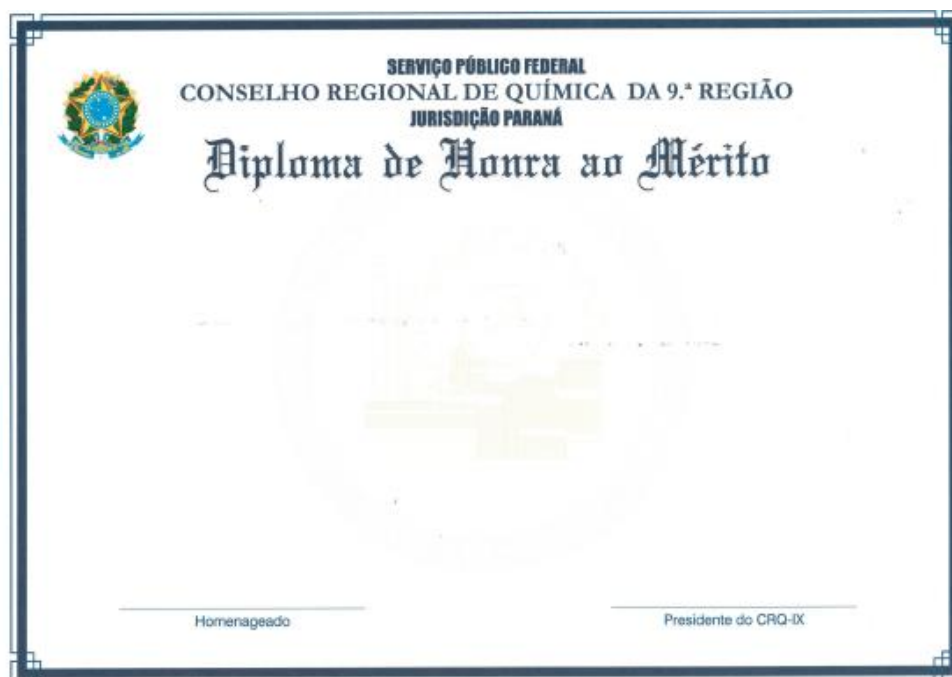 SERVIÇO PÚBLICO FEDERAL
CONSELHO REGIONAL DE QUÍMICA DA 9.ª REGIÃO
JURISDIÇÃO PARANÁ
Diploma de Honra ao Mérito
Homenageado
Presidente do CRQ-IX